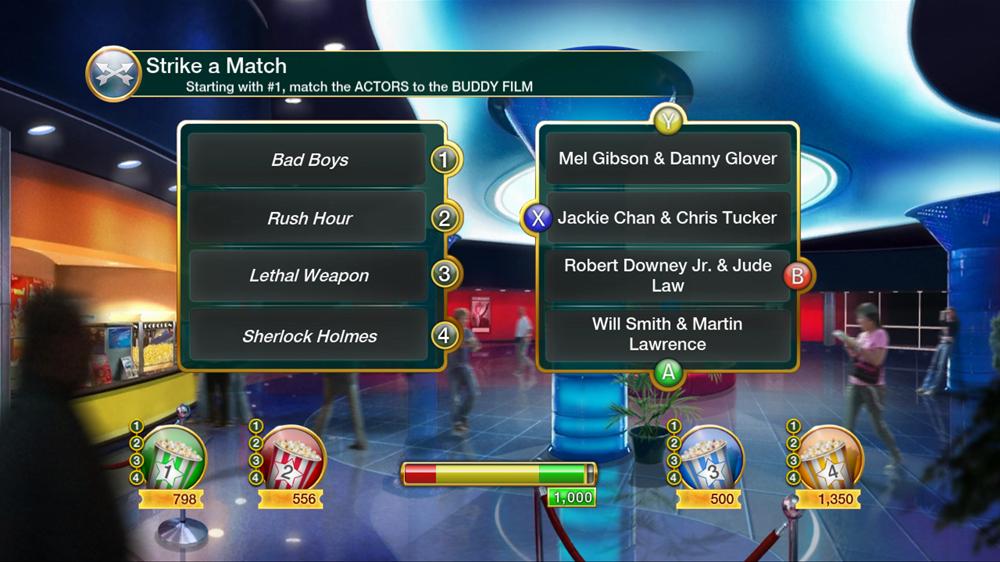 Strike a Match
Starting with #1, match the ACTORS to the BUDDY FILM
Y
Bad Boys
1
Mel Gibson & Danny Glover
Rush Hour
2
X
Jackie Chan & Chris Tucker
Lethal Weapon
3
Robert Downey Jr. & Jude
Law
B
Sherlock Holmes
4
Will Smith & Martin
Lawrence
A
1
2
3
4
1
798
1
2
3
4
2
556
1,000
1
2
3
4
3
500
1
2
3
4
4
1,350